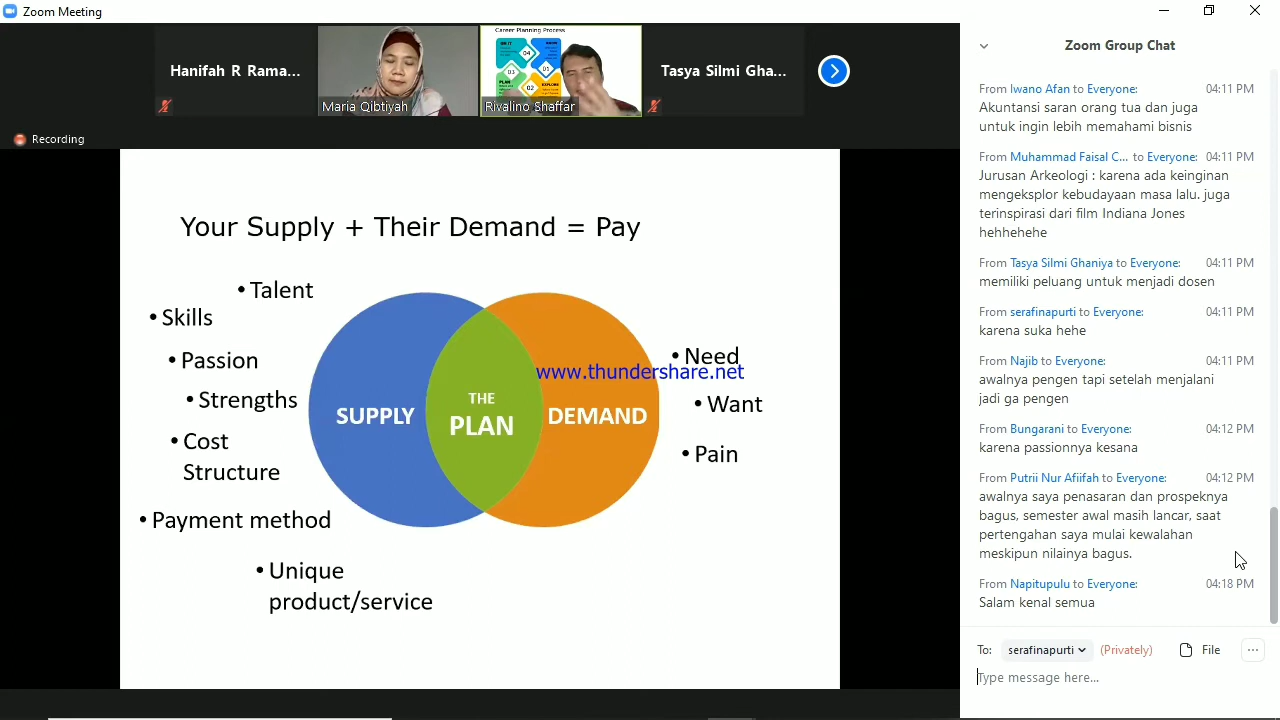 Zoom Meeting
Hanifah R Rama...
Maria Qibtiyah
Career Planning Process
04
03
01
02
PLAN
Rivalino Shaffar
Tasya Silmi Gha...
Recording
Your Supply + Their Demand = Pay
• Talent
• Skills
• Passion
• Strengths
• Cost
Structure
• Payment method
• Unique
product/service
SUPPLY
THE
PLAN
DEMAND
• Need
www.thundershare.net
• Want
• Pain
Zoom Group Chat
From Iwano Afan to Everyone: 04:11 PM
Akuntansi saran orang tua dan juga
untuk ingin lebih memahami bisnis
From Muhammad Faisal C... to Everyone: 04:11 PM
Jurusan Arkeologi : karena ada keinginan
mengeksplor kebudayaan masa lalu. juga
terinspirasi dari film Indiana Jones
hehhehehe
From Tasya Silmi Ghaniya to Everyone: 04:11 PM
memiliki peluang untuk menjadi dosen
From serafinapurti to Everyone: 04:11 PM
karena suka hehe
From Najib to Everyone: 04:11 PM
awalnya pengen tapi setelah menjalani
jadi ga pengen
From Bungarani to Everyone: 04:12 PM
karena passionnya kesana
From Putrii Nur Afiifah to Everyone: 04:12 PM
awalnya saya penasaran dan prospeknya
bagus, semester awal masih lancar, saat
pertengahan saya mulai kewalahan
meskipun nilainya bagus.
From Napitupulu to Everyone: 04:18 PM
Salam kenal semua
To: serafinapurti (Privately) File ...
Type message here...